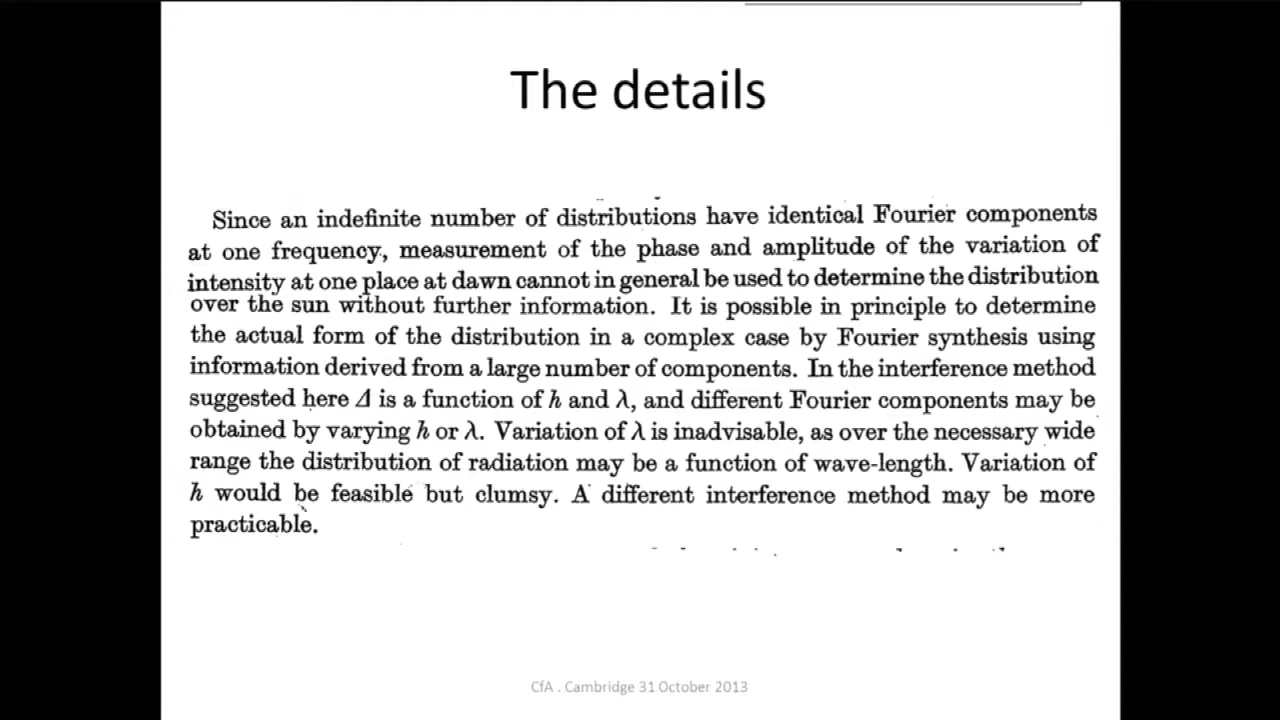 The details
Since an indefinite number of distributions have identical Fourier components
at one frequency, measurement of the phase and amplitude of the variation of
intensity at one place at dawn cannot in general be used to determine the distribution
over the sun without further information. It is possible in principle to determine
the actual form of the distribution in a complex case by Fourier synthesis using
information derived from a large number of components. In the interference method
suggested here Δ is a function of h and λ, and different Fourier components may be
obtained by varying h or λ. Variation of λ is inadvisable, as over the necessary wide
range the distribution of radiation may be a function of wave-length. Variation of
h would be feasible but clumsy. A different interference method may be more
practicable.
CfA . Cambridge 31 October 2013